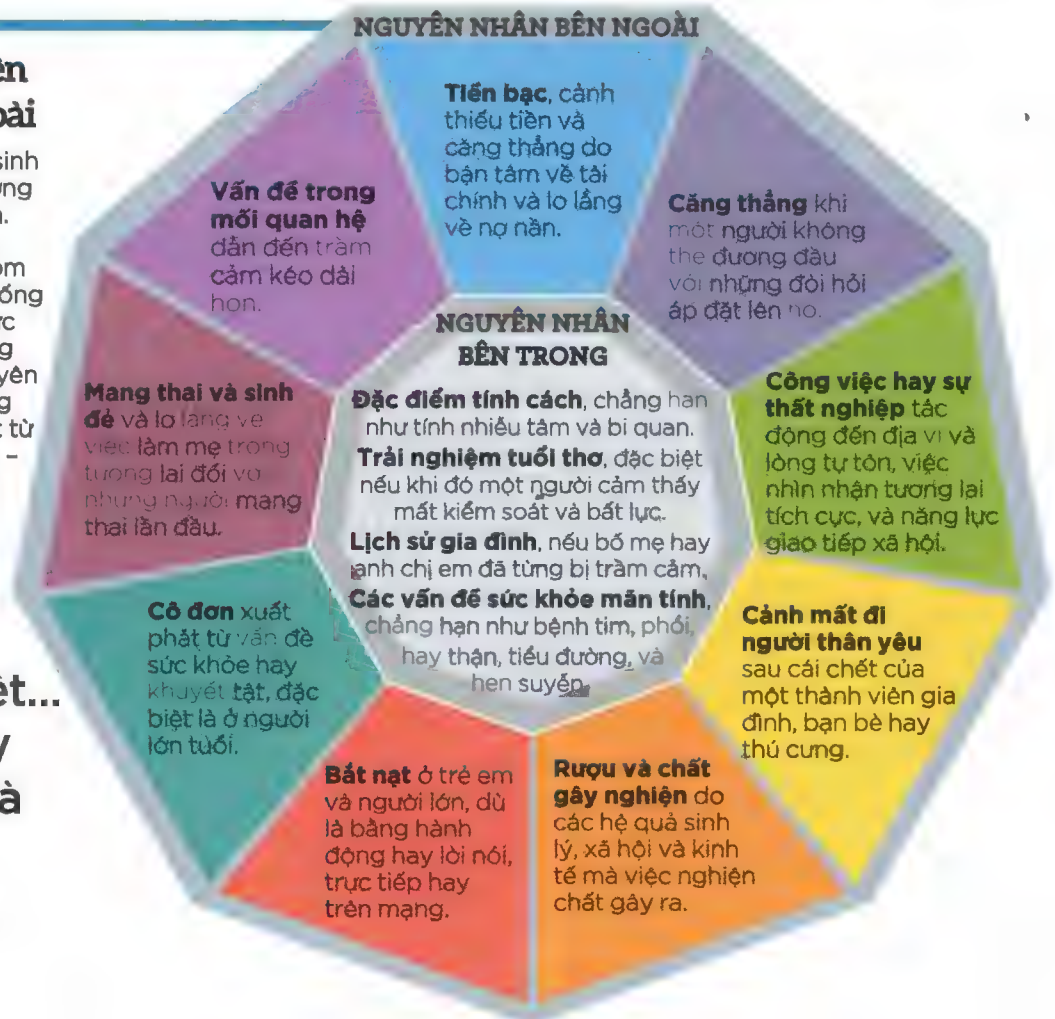 NGUYÊN NHÂN BÊN NGOÀI
Tiền bạc, cảnh
thiếu tiền và
căng thẳng do
bận tâm về tài
chính và lo lắng
về nợ nần.
Căng thẳng khi
một người không
thể đương đầu
với những đòi hỏi
áp đặt lên họ.
Công việc hay sự
thất nghiệp tác
động đến địa vị và
lòng tự tôn, việc
nhìn nhận tương lai
tích cực, và năng lực
giao tiếp xã hội.
Cảnh mất đi
người thân yêu
sau cái chết của
một thành viên gia
đình, bạn bè hay
thú cưng.
Rượu và chất
gây nghiện do
các hệ quả sinh
lý, xã hội và kinh
tế mà việc nghiện
chất gây ra.
Bắt nạt ở trẻ em
và người lớn, dù
là bằng hành
động hay lời nói,
trực tiếp hay
trên mạng.
Cô đơn xuất
phát từ vấn đề
sức khỏe hay
khuyết tật, đặc
biệt là ở người
lớn tuổi.
Mang thai và sinh
đẻ và lo lắng về
việc làm mẹ trong
tương lai đối với
những người mang
thai lần đầu.
Vấn đề trong
mối quan hệ
dẫn đến trầm
cảm kéo dài
hơn.
NGUYÊN NHÂN
BÊN TRONG
Đặc điểm tính cách, chẳng hạn
như tính nhiễu tâm và bi quan.
Trải nghiệm tuổi thơ, đặc biệt
nếu khi đó một người cảm thấy
mất kiểm soát và bất lực.
Lịch sử gia đình, nếu bố mẹ hay
anh chị em đã từng bị trầm cảm.
Các vấn đề sức khỏe mãn tính,
chẳng hạn như bệnh tim, phổi,
hay thận, tiểu đường, và
hen suyễn.